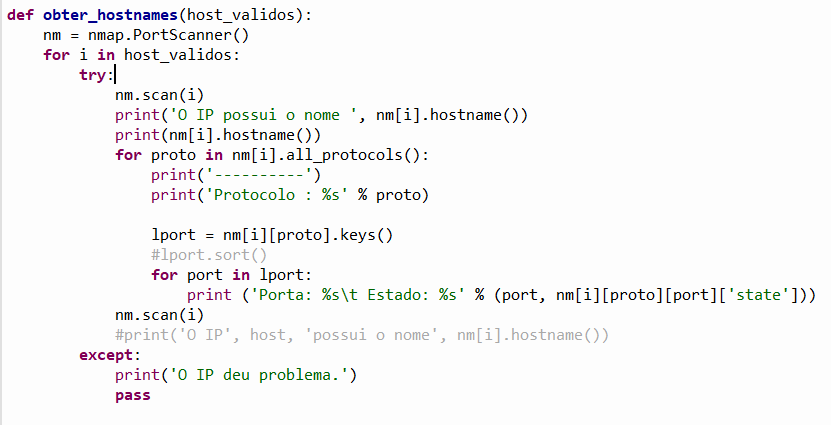 def obter_hostnames(host_validos):
    nm = nmap.PortScanner()
    for i in host_validos:
        try:
            nm.scan(i)
            print('O IP possui o nome ', nm[i].hostname())
            print(nm[i].hostname())
            for proto in nm[i].all_protocols():
                print('----------')
                print('Protocolo : %s' % proto)

                lport = nm[i][proto].keys()
                #lport.sort()
                for port in lport:
                    print ('Porta: %s\t Estado: %s' % (port, nm[i][proto][port]['state']))
            nm.scan(i)
            #print('O IP', host, 'possui o nome', nm[i].hostname())
        except:
            print('O IP deu problema.')
            pass